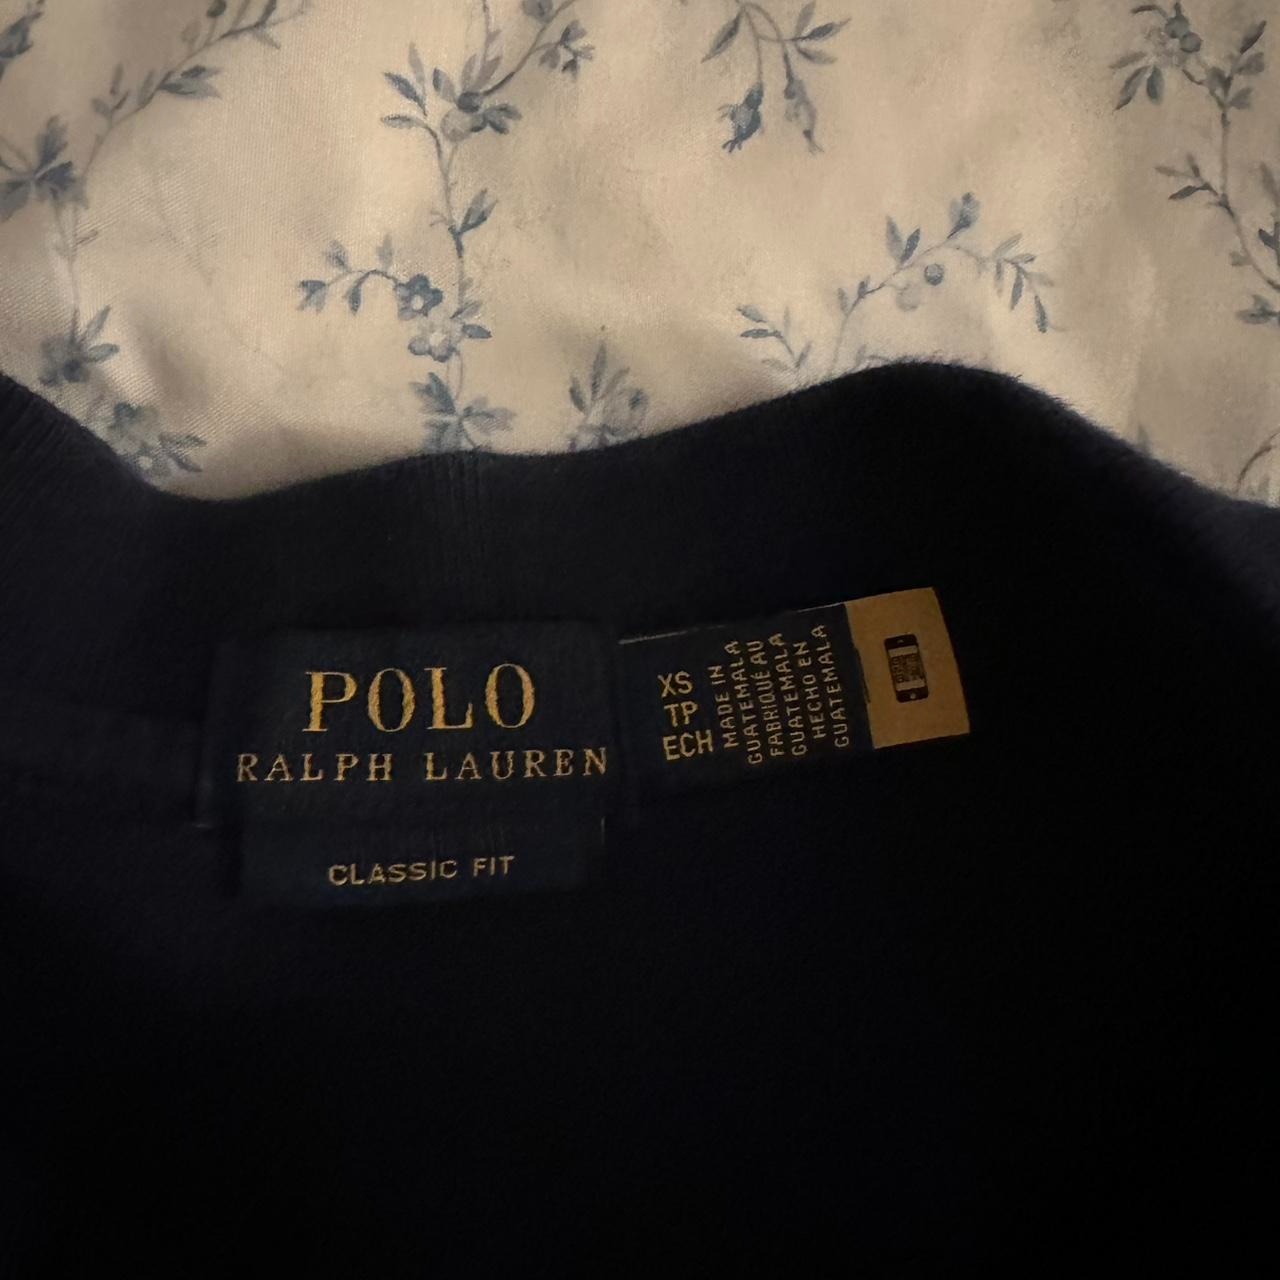 POLO
RALPH LAUREN
CLASSIC FIT
XS
TP
ECH
MADE IN
GUATEMALA
FABRIQUÉ AU
GUATEMALA
HECHO EN
GUATEMALA